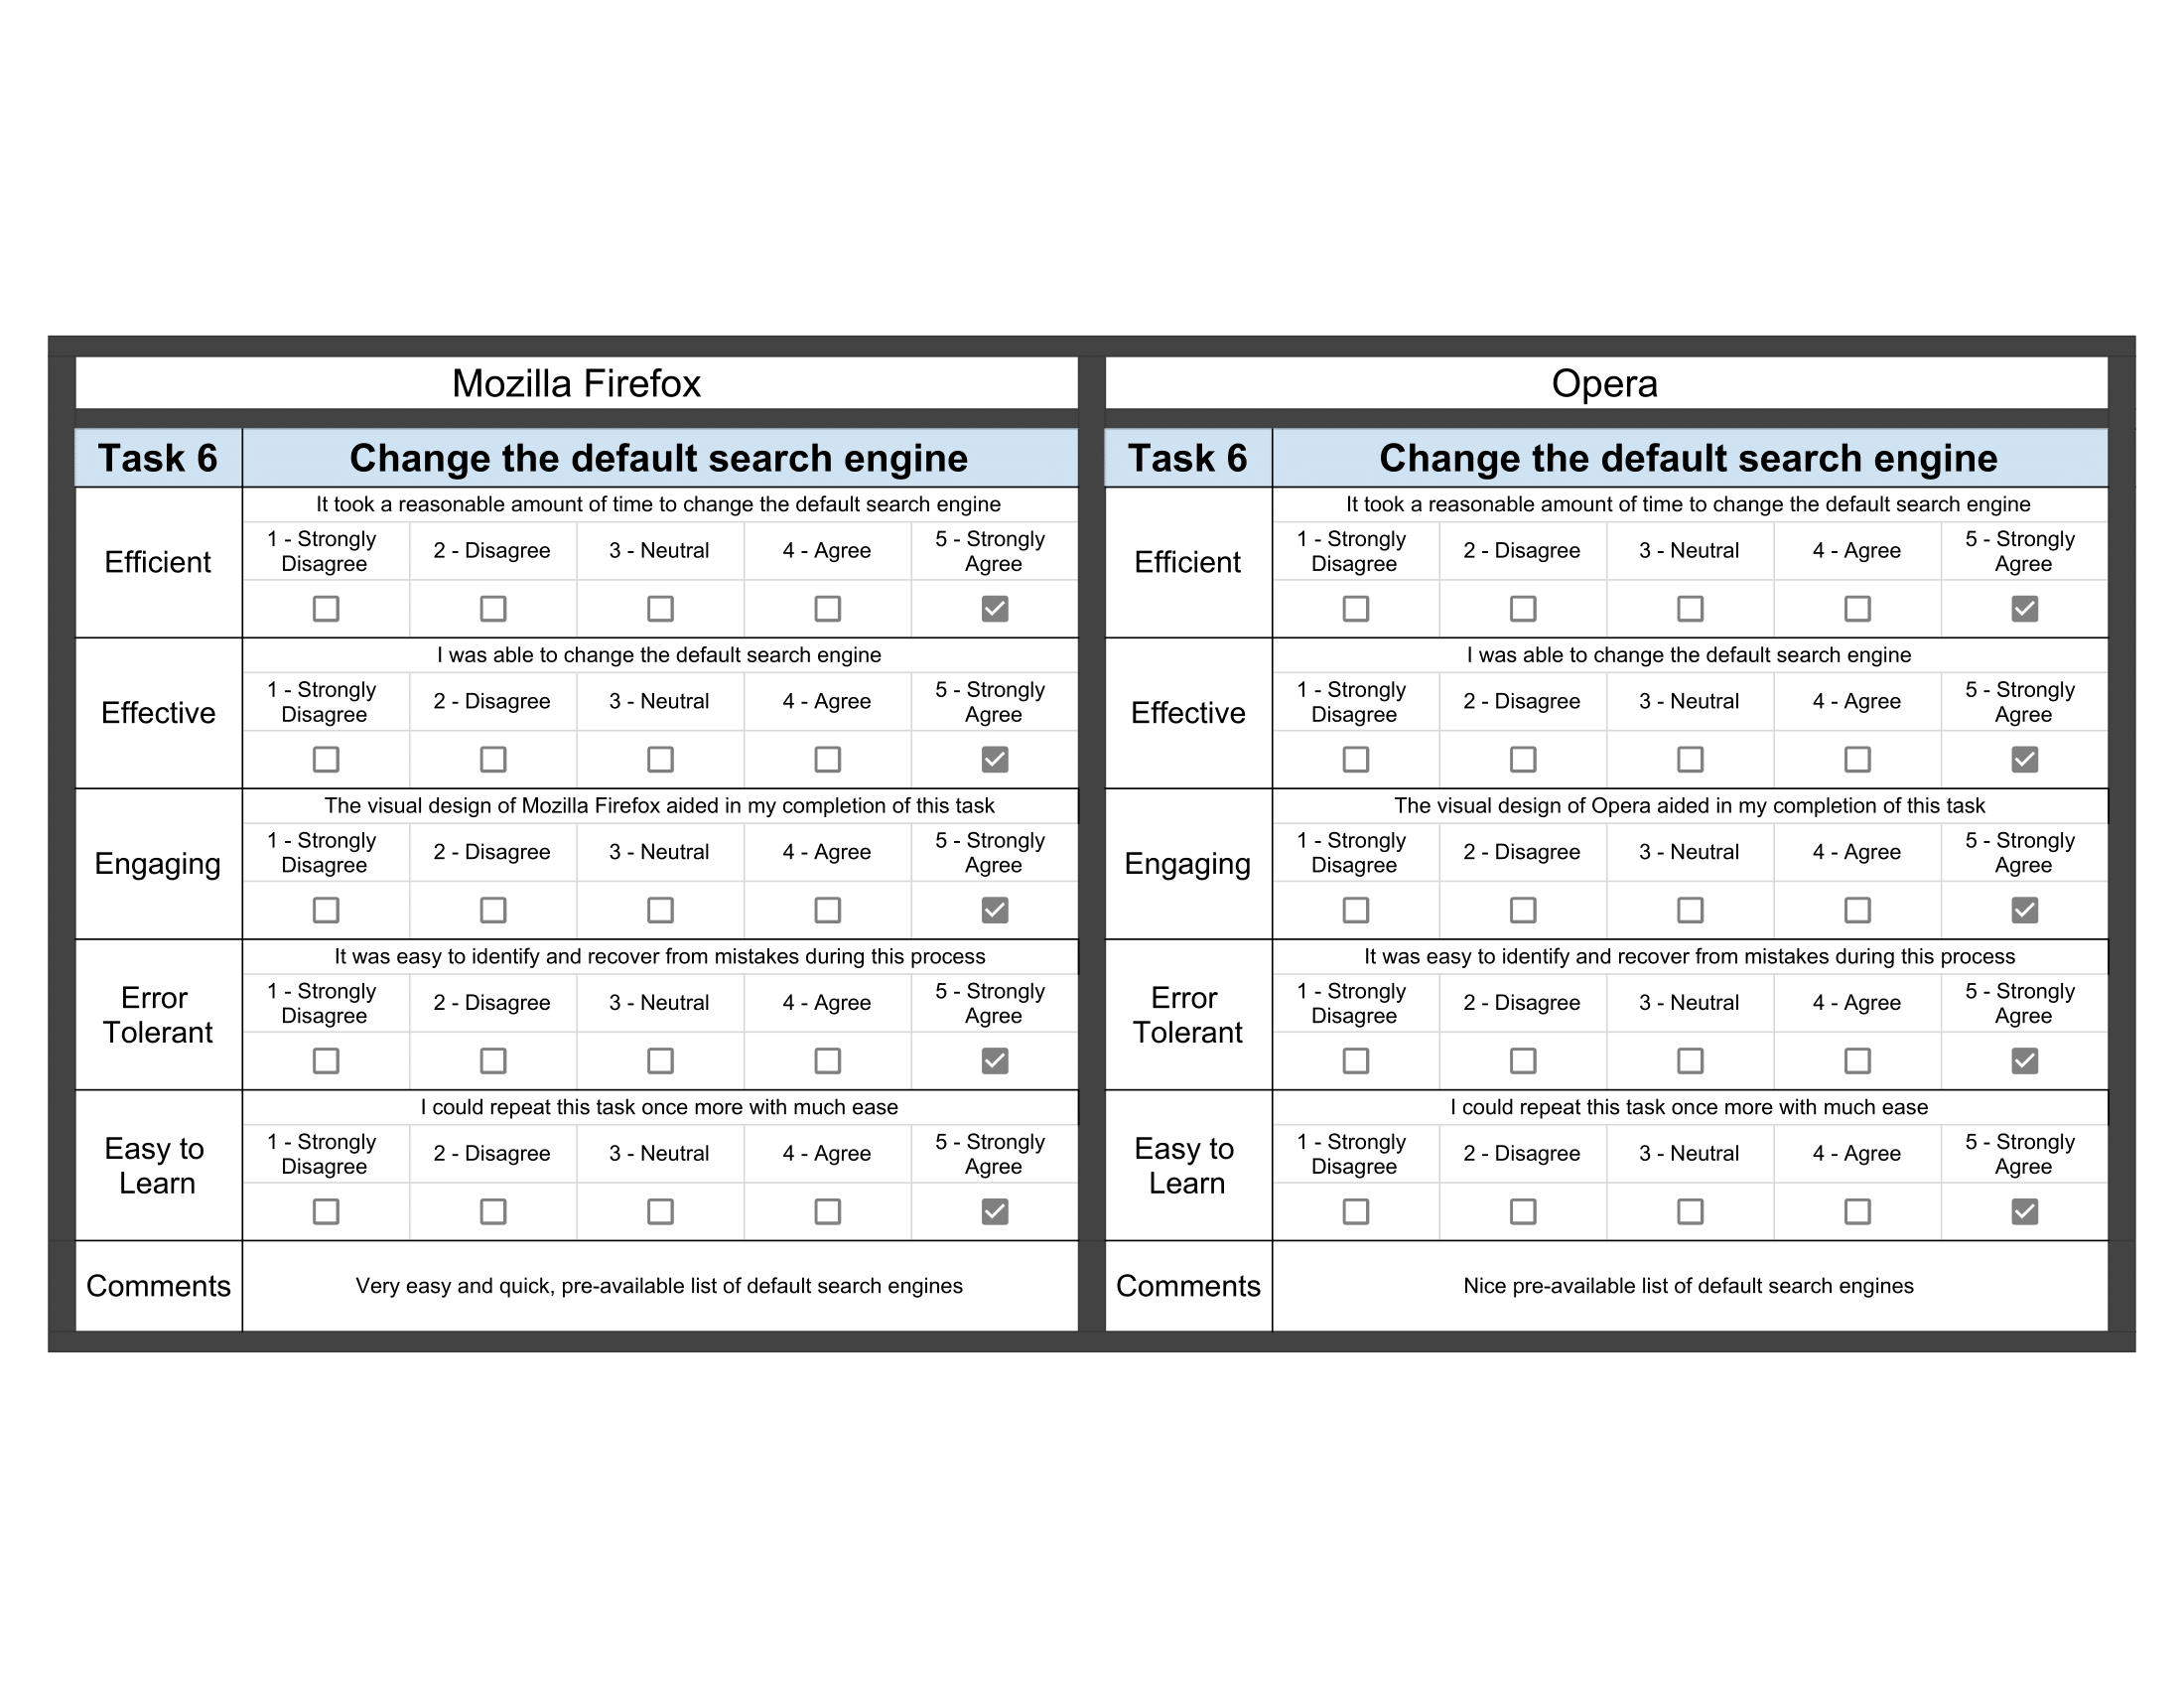 Mozilla Firefox
Task 6 Change the default search engine
It took a reasonable amount of time to change the default search engine
Efficient
1 - Strongly Disagree 2 - Disagree 3 - Neutral 4 - Agree 5 - Strongly Agree
I was able to change the default search engine
Effective
1 - Strongly Disagree 2 - Disagree 3 - Neutral 4 - Agree 5 - Strongly Agree
The visual design of Mozilla Firefox aided in my completion of this task
Engaging
1 - Strongly Disagree 2 - Disagree 3 - Neutral 4 - Agree 5 - Strongly Agree
It was easy to identify and recover from mistakes during this process
Error Tolerant
1 - Strongly Disagree 2 - Disagree 3 - Neutral 4 - Agree 5 - Strongly Agree
I could repeat this task once more with much ease
Easy to Learn
1 - Strongly Disagree 2 - Disagree 3 - Neutral 4 - Agree 5 - Strongly Agree
Comments Very easy and quick, pre-available list of default search engines
Opera
Task 6 Change the default search engine
It took a reasonable amount of time to change the default search engine
Efficient
1 - Strongly Disagree 2 - Disagree 3 - Neutral 4 - Agree 5 - Strongly Agree
I was able to change the default search engine
Effective
1 - Strongly Disagree 2 - Disagree 3 - Neutral 4 - Agree 5 - Strongly Agree
The visual design of Opera aided in my completion of this task
Engaging
1 - Strongly Disagree 2 - Disagree 3 - Neutral 4 - Agree 5 - Strongly Agree
It was easy to identify and recover from mistakes during this process
Error Tolerant
1 - Strongly Disagree 2 - Disagree 3 - Neutral 4 - Agree 5 - Strongly Agree
I could repeat this task once more with much ease
Easy to Learn
1 - Strongly Disagree 2 - Disagree 3 - Neutral 4 - Agree 5 - Strongly Agree
Comments Nice pre-available list of default search engines